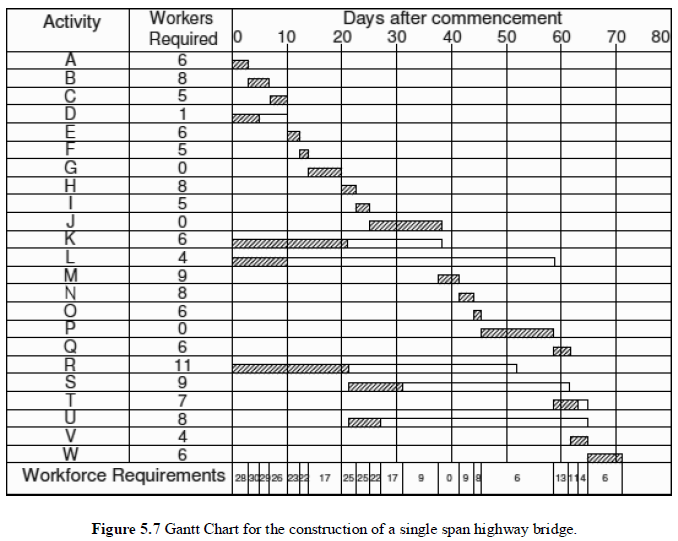 Activity Workers Required Days after commencement
0 10 20 30 40 50 60 70 80
A 6
B 8
C 5
D 1
E 6
F 5
G 0
H 8
I 5
J 0
K 6
L 4
M 9
N 8
O 6
P 0
Q 6
R 11
S 9
T 7
U 8
V 4
W 6
Workforce Requirements 28 30 29 26 23 22 17 25 25 22 17 9 0 9 8 6 13 11 4 6
Figure 5.7 Gantt Chart for the construction of a single span highway bridge.